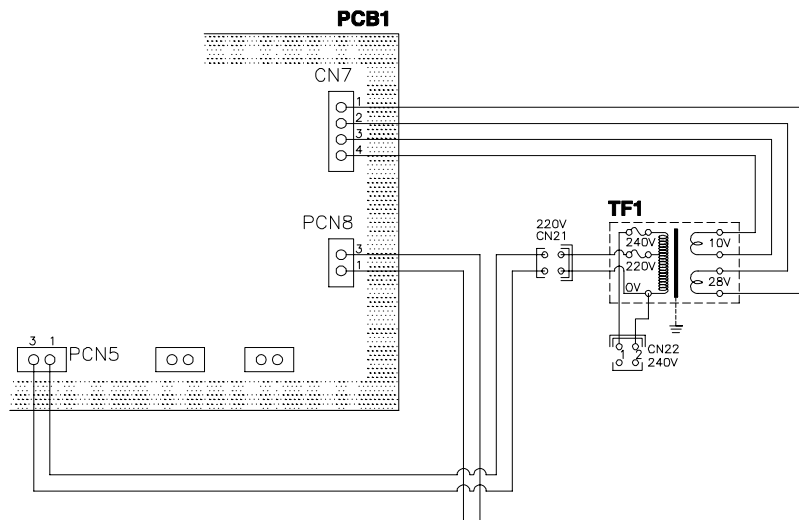 PCB1
CN7
1
2
3
4
PCN8
3
1
220V
CN21
TF1
240V
220V
0V
10V
28V
3 1
PCN5
1 2
CN22
240V